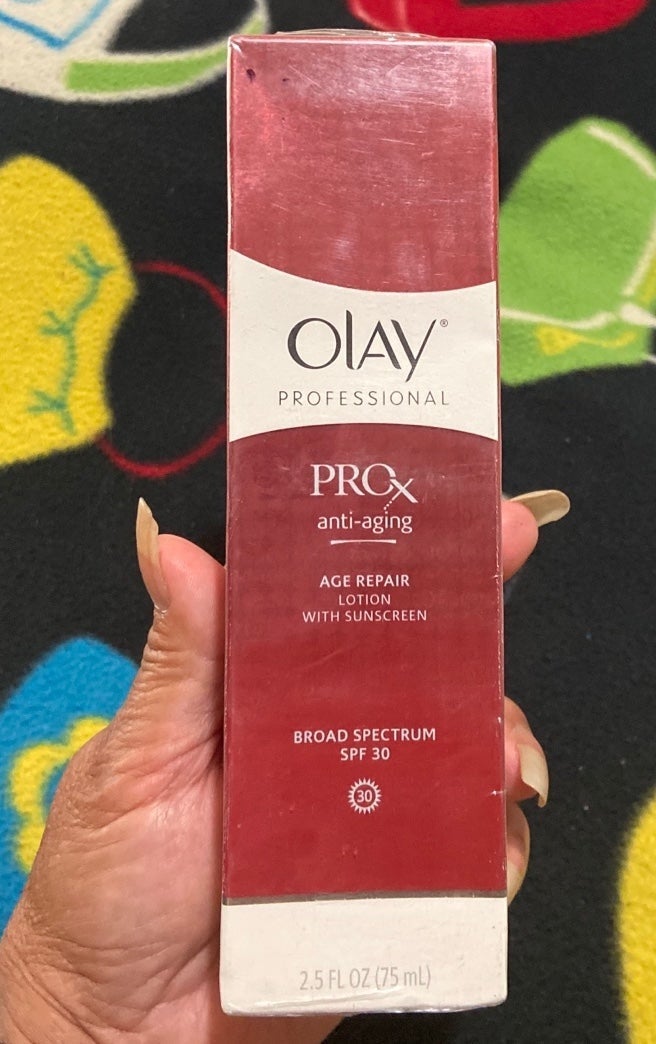 Olay®
PROFESSIONAL
PROX
anti-aging
AGE REPAIR
LOTION
WITH SUNSCREEN
BROAD SPECTRUM
SPF 30
30
2.5 FL OZ (75 mL)